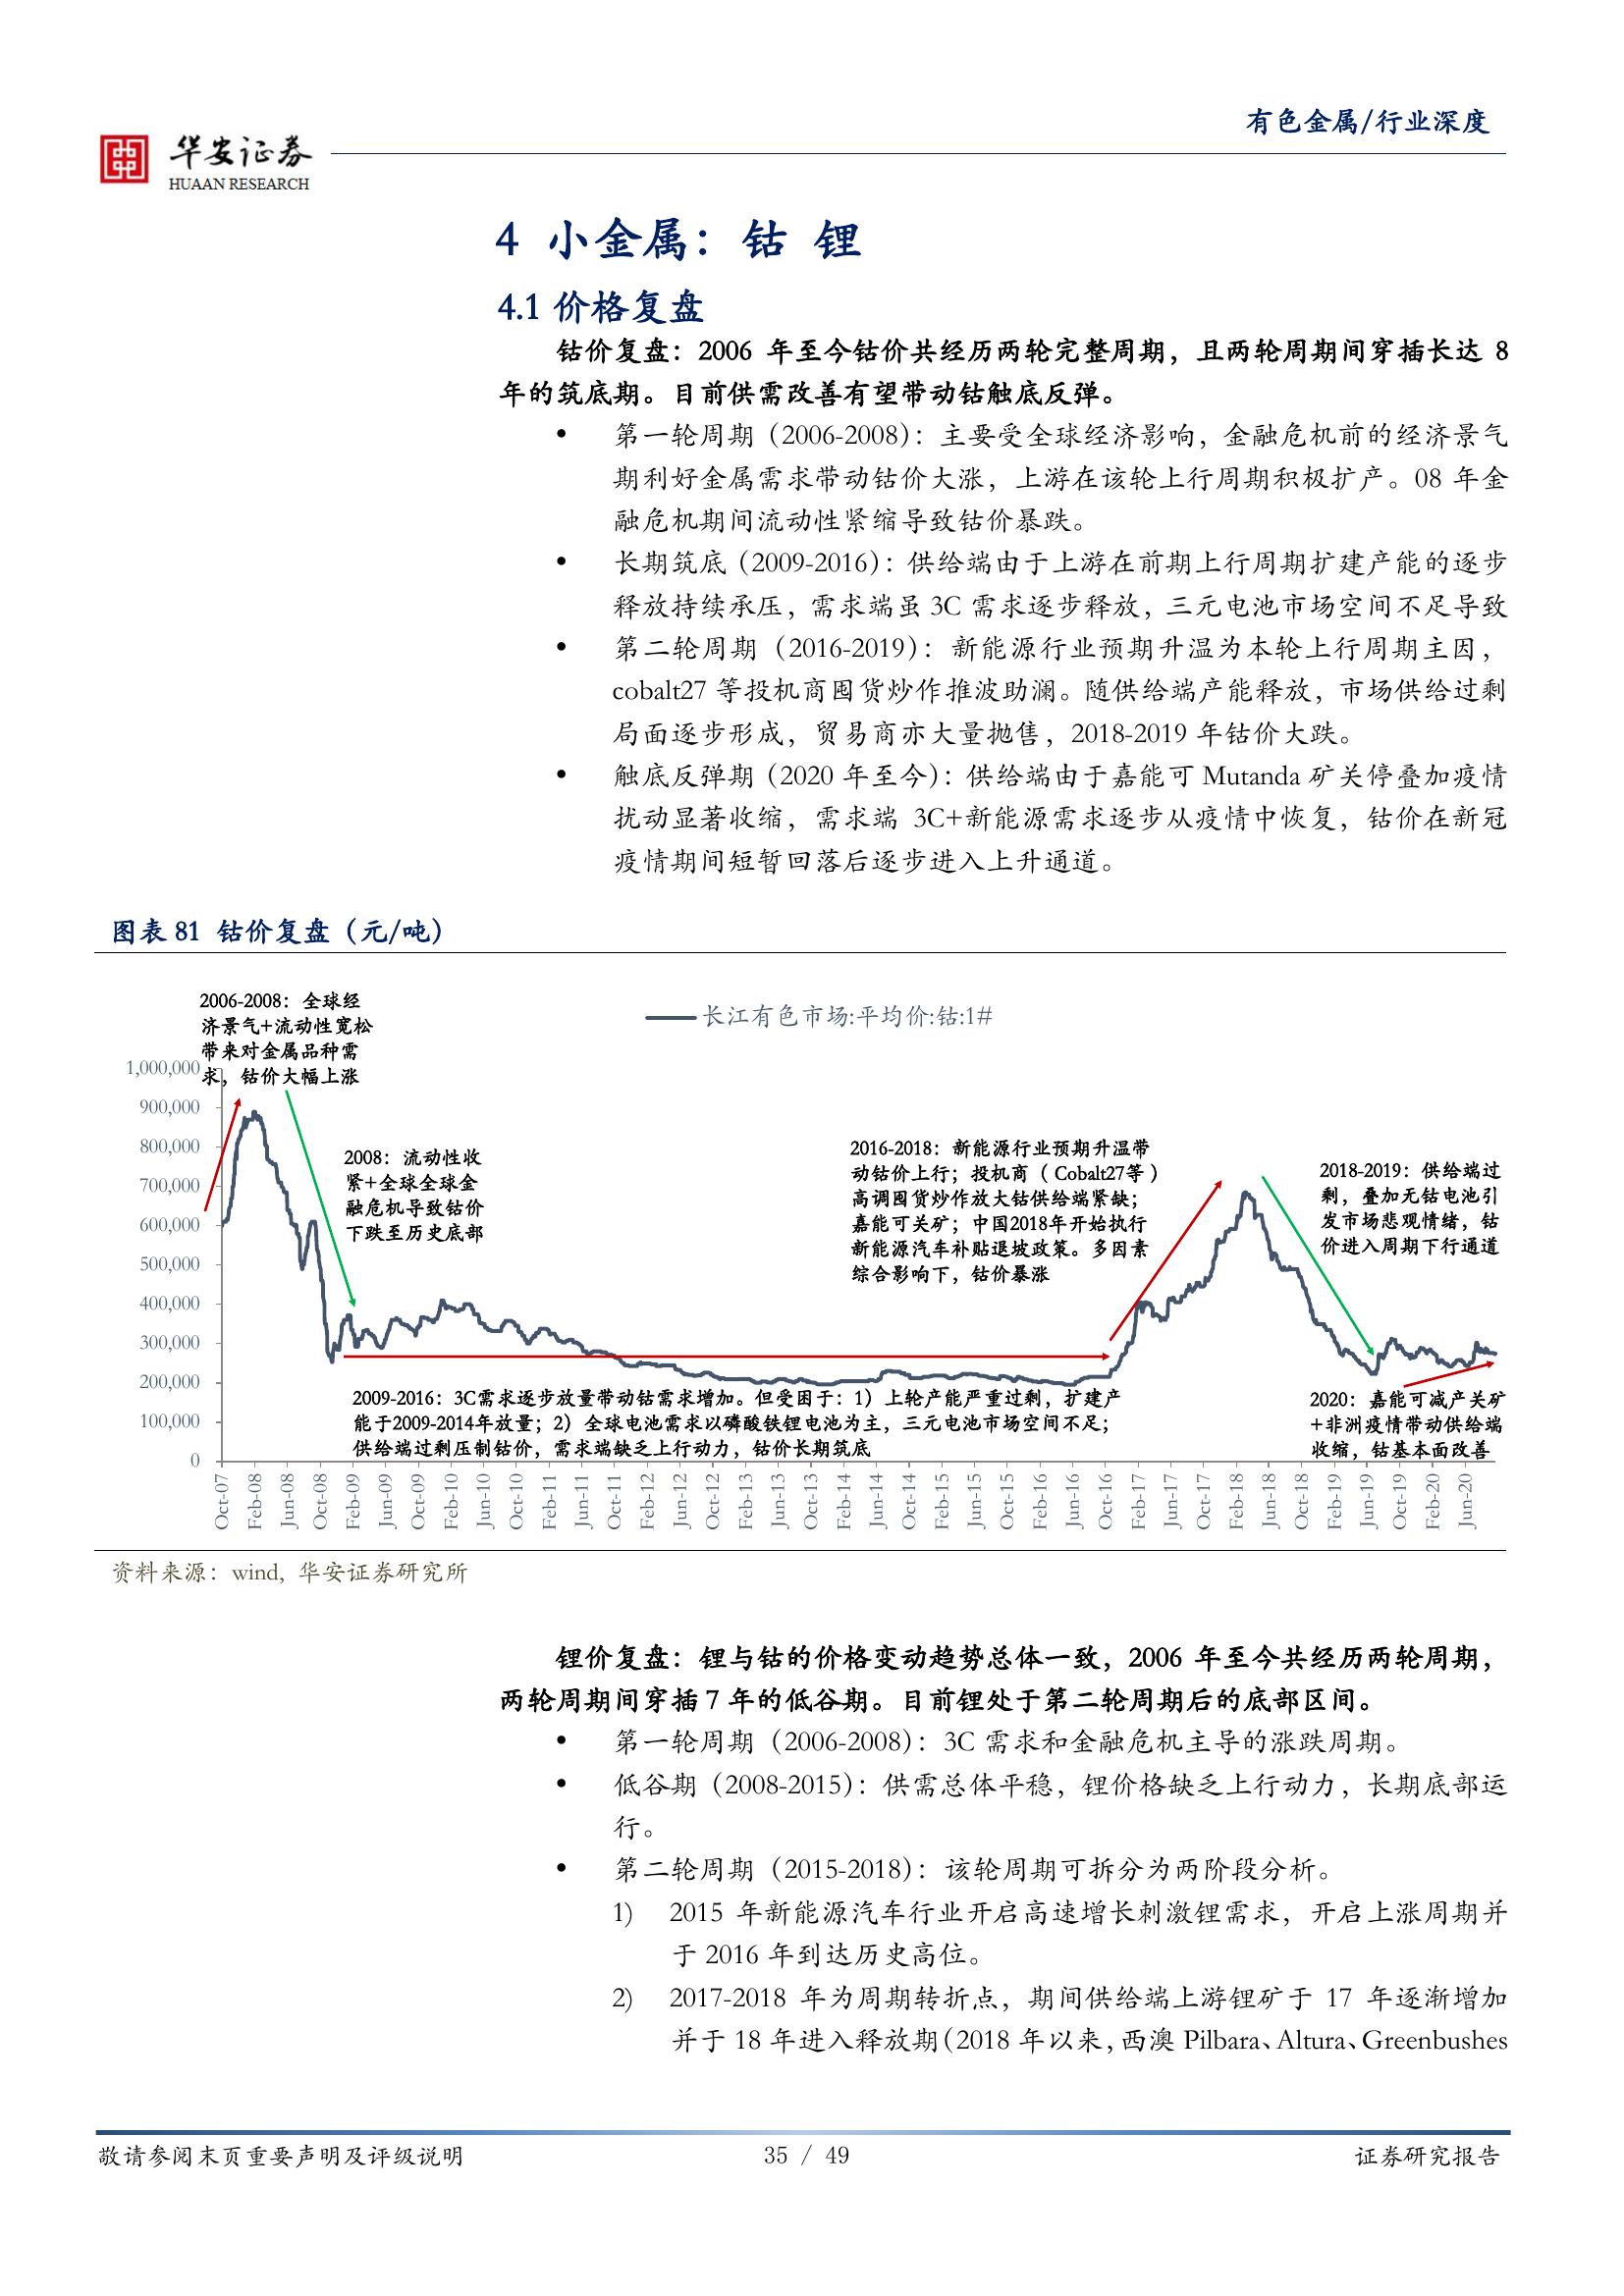 有色金属/行业深度
华安证券
HUAAN RESEARCH
4 小金属：钴 锂
4.1 价格复盘
钴价复盘：2006 年至今钴价共经历两轮完整周期，且两轮周期间穿插长达 8
年的筑底期。目前供需改善有望带动钴触底反弹。
• 第一轮周期（2006-2008）：主要受全球经济影响，金融危机前的经济景气
期利好金属需求带动钴价大涨，上游在该轮上行周期积极扩产。08 年金
融危机期间流动性紧缩导致钴价暴跌。
• 长期筑底（2009-2016）：供给端由于上游在前期上行周期扩建产能的逐步
释放持续承压，需求端虽 3C 需求逐步释放，三元电池市场空间不足导致
• 第二轮周期（2016-2019）：新能源行业预期升温为本轮上行周期主因，
cobalt27 等投机商囤货炒作推波助澜。随供给端产能释放，市场供给过剩
局面逐步形成，贸易商亦大量抛售，2018-2019 年钴价大跌。
• 触底反弹期（2020 年至今）：供给端由于嘉能可 Mutanda 矿关停叠加疫情
扰动显著收缩，需求端 3C+新能源需求逐步从疫情中恢复，钴价在新冠
疫情期间短暂回落后逐步进入上升通道。
图表 81 钴价复盘（元/吨）
2006-2008：全球经
济景气+流动性宽松
带来对金属品种需
求，钴价大幅上涨
长江有色市场:平均价:钴:1#
2008：流动性收
紧+全球全球金
融危机导致钴价
下跌至历史底部
2016-2018：新能源行业预期升温带
动钴价上行；投机商（Cobalt27等）
高调囤货炒作放大钴供给端紧缺；
嘉能可关矿；中国2018年开始执行
新能源汽车补贴退坡政策。多因素
综合影响下，钴价暴涨
2018-2019：供给端过
剩，叠加无钴电池引
发市场悲观情绪，钴
价进入周期下行通道
1,000,000
900,000
800,000
700,000
600,000
500,000
400,000
300,000
200,000
100,000
0
2009-2016：3C需求逐步放量带动钴需求增加。但受困于：1）上轮产能严重过剩，扩建产
能于2009-2014年放量；2）全球电池需求以磷酸铁锂电池为主，三元电池市场空间不足；
供给端过剩压制钴价，需求端缺乏上行动力，钴价长期筑底
2020：嘉能可减产关矿
+非洲疫情带动供给端
收缩，钴基本面改善
Oct-07 Feb-08 Jun-08 Oct-08 Feb-09 Jun-09 Oct-09 Feb-10 Jun-10 Oct-10 Feb-11 Jun-11 Oct-11 Feb-12 Jun-12 Oct-12 Feb-13 Jun-13 Oct-13 Feb-14 Jun-14 Oct-14 Feb-15 Jun-15 Oct-15 Feb-16 Jun-16 Oct-16 Feb-17 Jun-17 Oct-17 Feb-18 Jun-18 Oct-18 Feb-19 Jun-19 Oct-19 Feb-20 Jun-20
资料来源：wind, 华安证券研究所
锂价复盘：锂与钴的价格变动趋势总体一致，2006 年至今共经历两轮周期，
两轮周期间穿插 7 年的低谷期。目前锂处于第二轮周期后的底部区间。
• 第一轮周期（2006-2008）：3C 需求和金融危机主导的涨跌周期。
• 低谷期（2008-2015）：供需总体平稳，锂价格缺乏上行动力，长期底部运
行。
• 第二轮周期（2015-2018）：该轮周期可拆分为两阶段分析。
1) 2015 年新能源汽车行业开启高速增长刺激锂需求，开启上涨周期并
于 2016 年到达历史高位。
2) 2017-2018 年为周期转折点，期间供给端上游锂矿于 17 年逐渐增加
并于 18 年进入释放期（2018 年以来，西澳 Pilbara、Altura、Greenbushes
敬请参阅末页重要声明及评级说明
35 / 49
证券研究报告